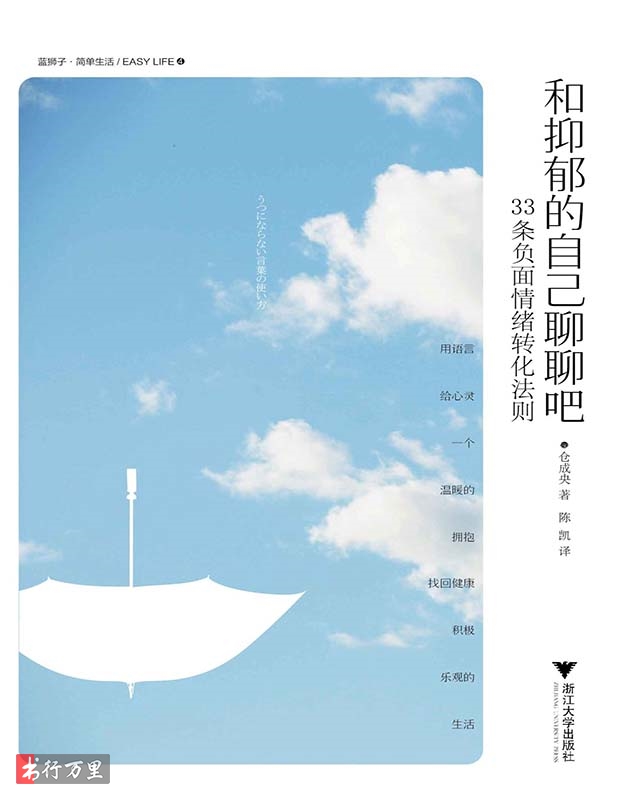 蓝狮子·简单生活/EASY LIFE❹
和抑郁的自己聊聊吧
33条负面情绪转化法则
仓成央 著 陈凯 译
うつにならない言葉の使い方
用语言
给心灵
一个
温暖的
拥抱
找回健康
积极
乐观的
生活
浙江大学出版社
ZHEJIANG UNIVERSITY PRESS
书行万里